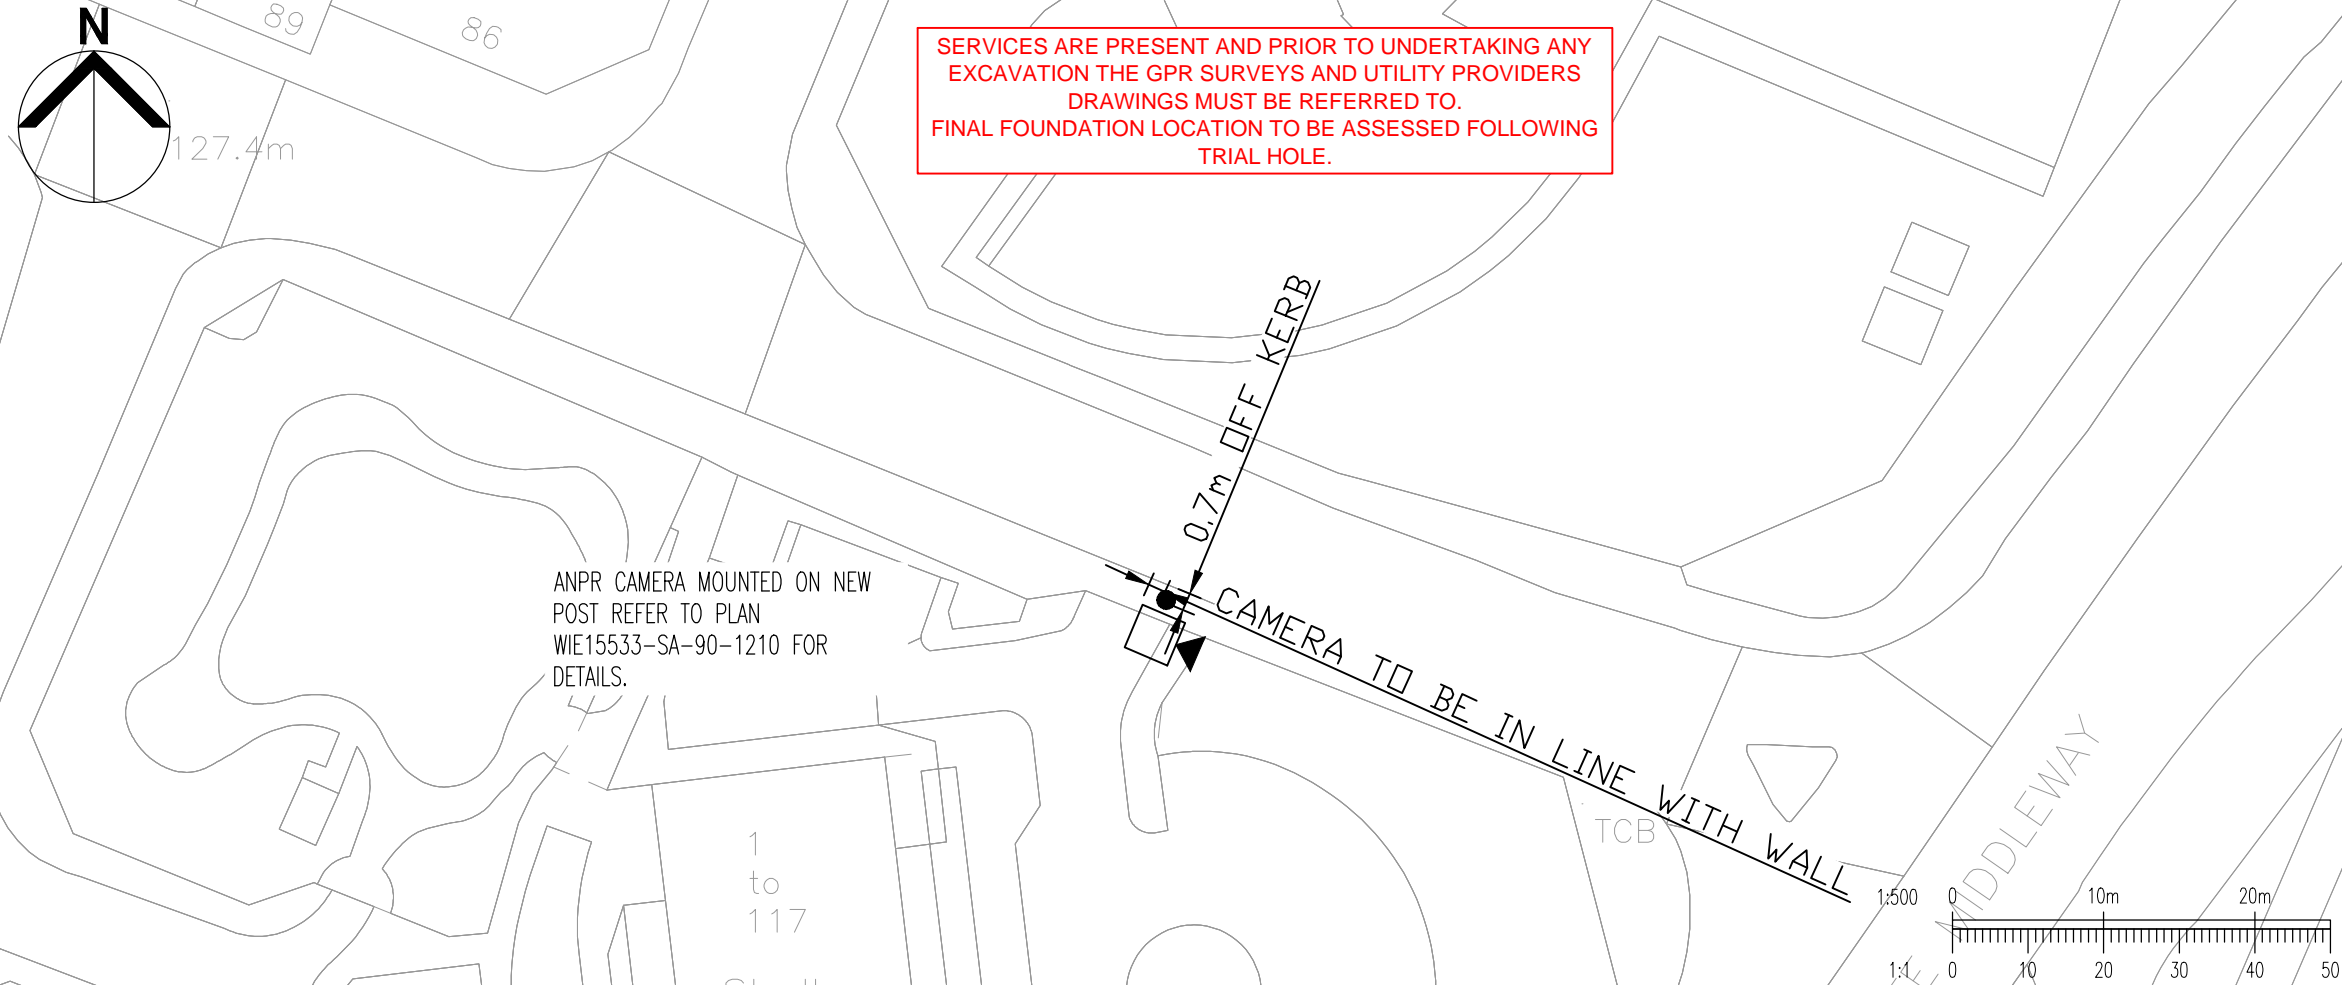 89
86
N
127.4m
SERVICES ARE PRESENT AND PRIOR TO UNDERTAKING ANY
EXCAVATION THE GPR SURVEYS AND UTILITY PROVIDERS
DRAWINGS MUST BE REFERRED TO.
FINAL FOUNDATION LOCATION TO BE ASSESSED FOLLOWING
TRIAL HOLE.
0.7m OFF KERB
ANPR CAMERA MOUNTED ON NEW
POST REFER TO PLAN
WIE15533-SA-90-1210 FOR
DETAILS.
CAMERA TO BE IN LINE WITH WALL
TCB
MIDDLEWAY
1
to
117
1:500 0 10m 20m
1:1 0 10 20 30 40 50